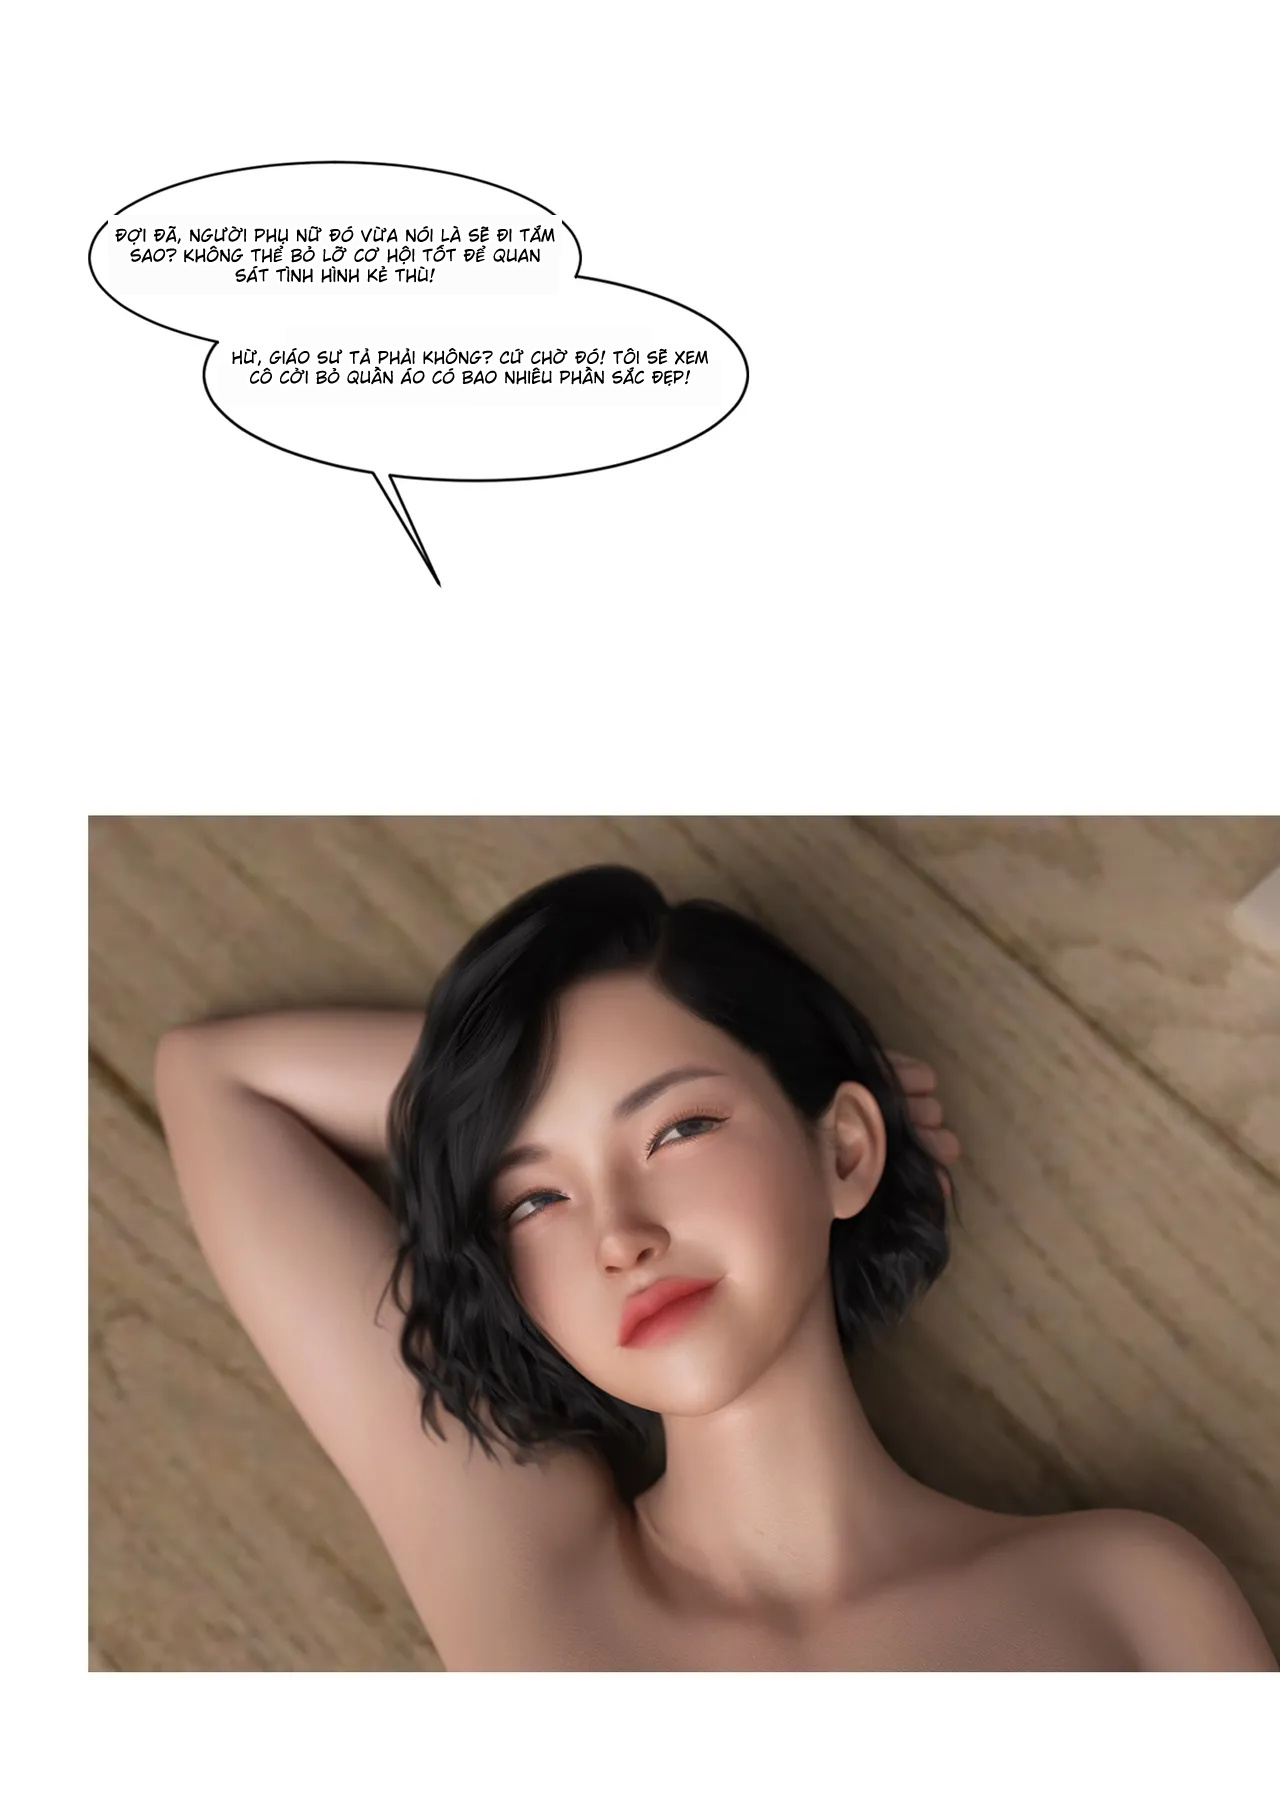 ĐỢI ĐÃ, NGƯỜI PHỤ NỮ ĐÓ VỪA NÓI LÀ SẼ ĐI TẮM
SAO? KHÔNG THỂ BỎ LỠ CƠ HỘI TỐT ĐỂ QUAN
SÁT TÌNH HÌNH KẺ THÙ!
HỪ, GIÁO SƯ TẢ PHẢI KHÔNG? CỨ CHỜ ĐÓ! TÔI SẼ XEM
CÔ CỞI BỎ QUẦN ÁO CÓ BAO NHIÊU PHẦN SẮC ĐẸP!